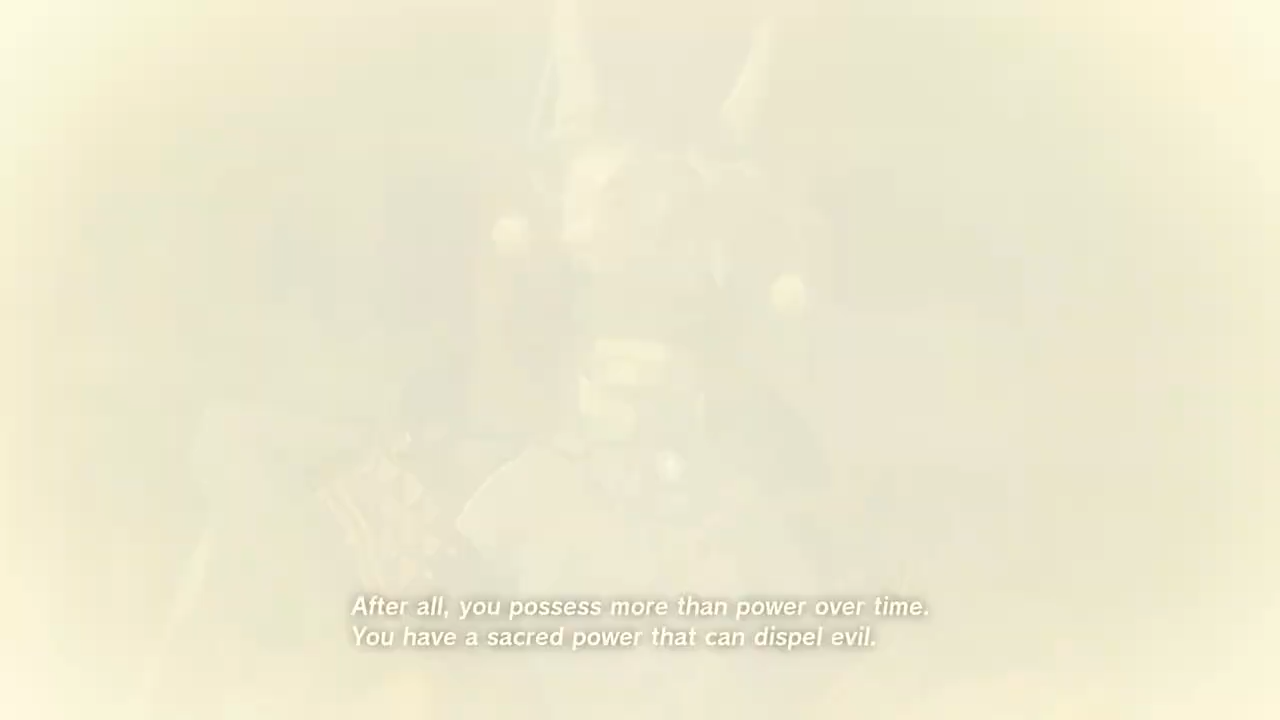 After all, you possess more than power over time.
You have a sacred power that can dispel evil.